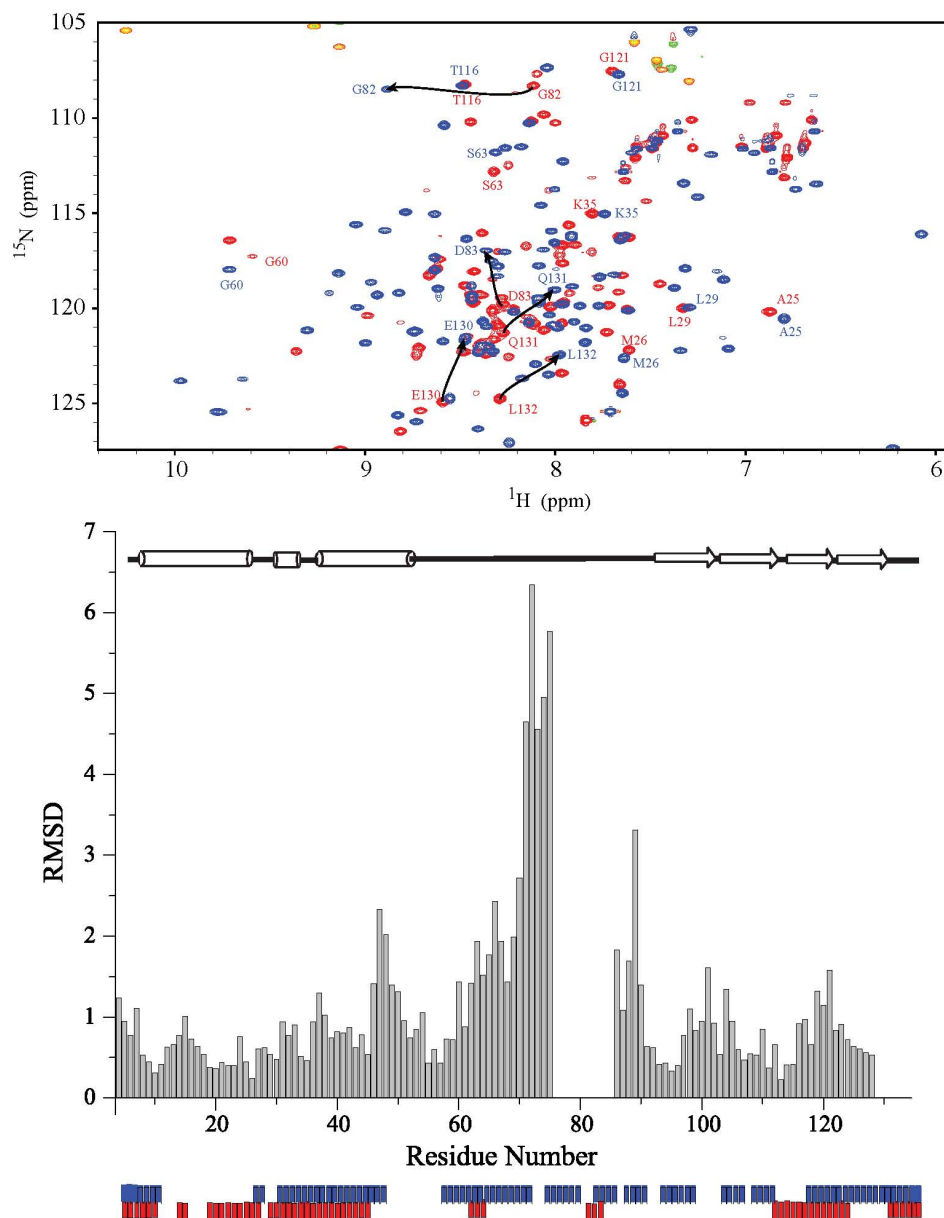 105
110
115
120
125
15N (ppm)
G82
T116
T116
G82
G121
G121
S63
S63
K35
K35
G60
G60
D83
D83
Q131
Q131
E130
E130
L132
L132
L29
L29
A25
A25
M26
M26
10
9
8
7
6
1H (ppm)
7
6
5
4
3
2
1
0
RMSD
20
40
60
80
100
120
Residue Number